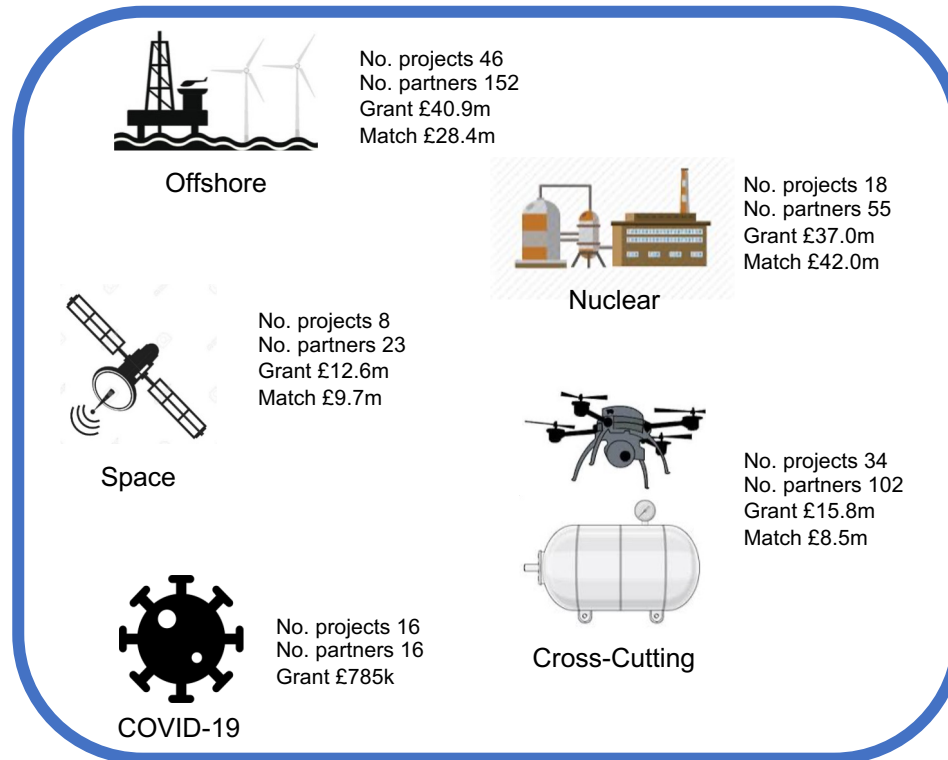 No. projects 46
No. partners 152
Grant £40.9m
Match £28.4m
Offshore
No. projects 18
No. partners 55
Grant £37.0m
Match £42.0m
Nuclear
No. projects 8
No. partners 23
Grant £12.6m
Match £9.7m
Space
No. projects 34
No. partners 102
Grant £15.8m
Match £8.5m
Cross-Cutting
No. projects 16
No. partners 16
Grant £785k
COVID-19